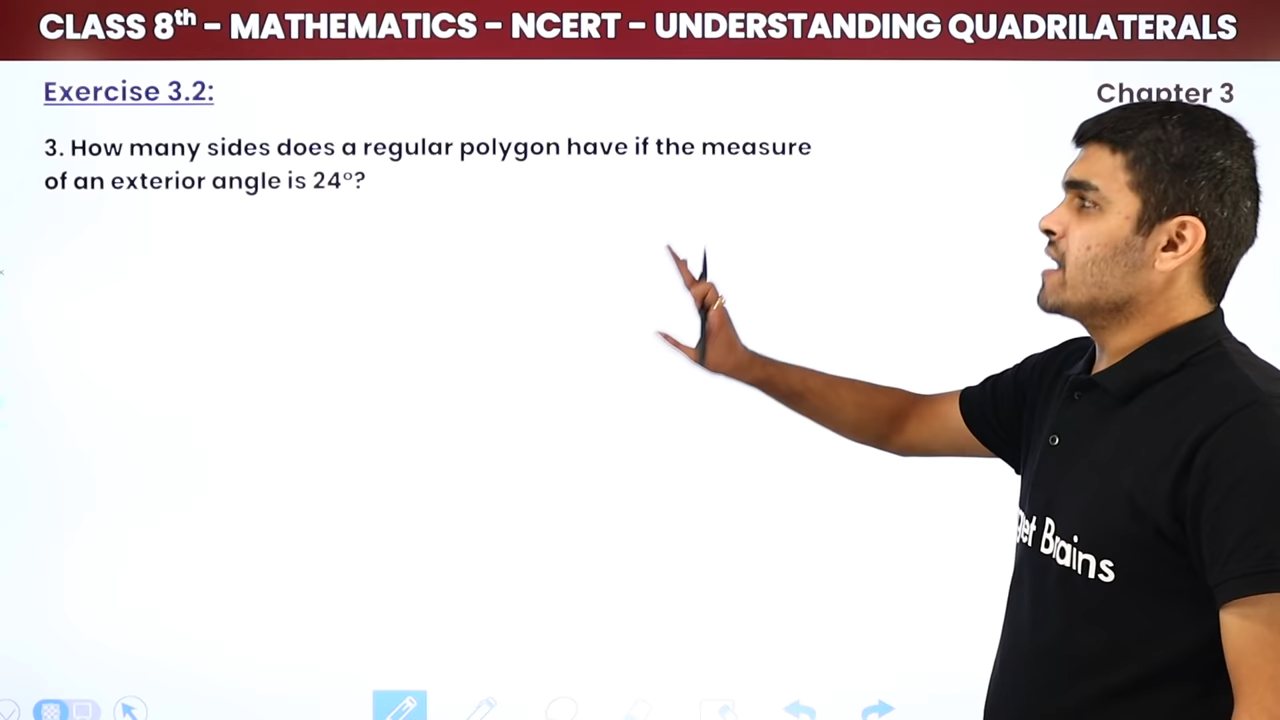 CLASS 8th - MATHEMATICS - NCERT - UNDERSTANDING QUADRILATERALS
Exercise 3.2:
Chapter 3
3. How many sides does a regular polygon have if the measure
of an exterior angle is 24°?
get Brains